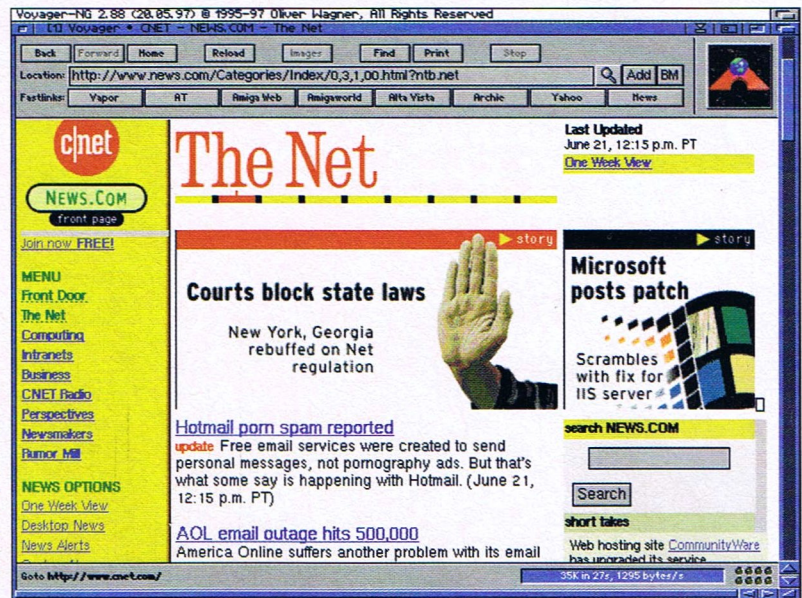 Voyager-NG 2.88 (20.05.97) © 1995-97 Oliver Wagner, All Rights Reserved
[1] Voyager • CNET - NEWS.COM - The Net
Back Forward Home Reload Images Find Print Stop
Location: http://www.news.com/Categories/Index/0,3,1,00.html?ntb.net Add BM
Fastlinks: Vapor AT Amiga Web Amigaworld Alta Vista Archie Yahoo News
c|net
NEWS.COM
front page
Join now FREE!
MENU
Front Door
The Net
Computing
Intranets
Business
CNET Radio
Perspectives
Newsmakers
Rumor Mill
NEWS OPTIONS
One Week View
Desktop News
News Alerts
The Net
Last Updated
June 21, 12:15 p.m. PT
One Week View
story
Courts block state laws
New York, Georgia
rebuffed on Net
regulation
story
Microsoft
posts patch
Scrambles
with fix for
IIS server
Hotmail porn spam reported
update Free email services were created to send
personal messages, not pornography ads. But that's
what some say is happening with Hotmail. (June 21,
12:15 p.m. PT)
AOL email outage hits 500,000
America Online suffers another problem with its email
search NEWS.COM
Search
short takes
Web hosting site CommunityWare
has upgraded its service
Goto http://www.cnet.com/
35K in 27s, 1295 bytes/s